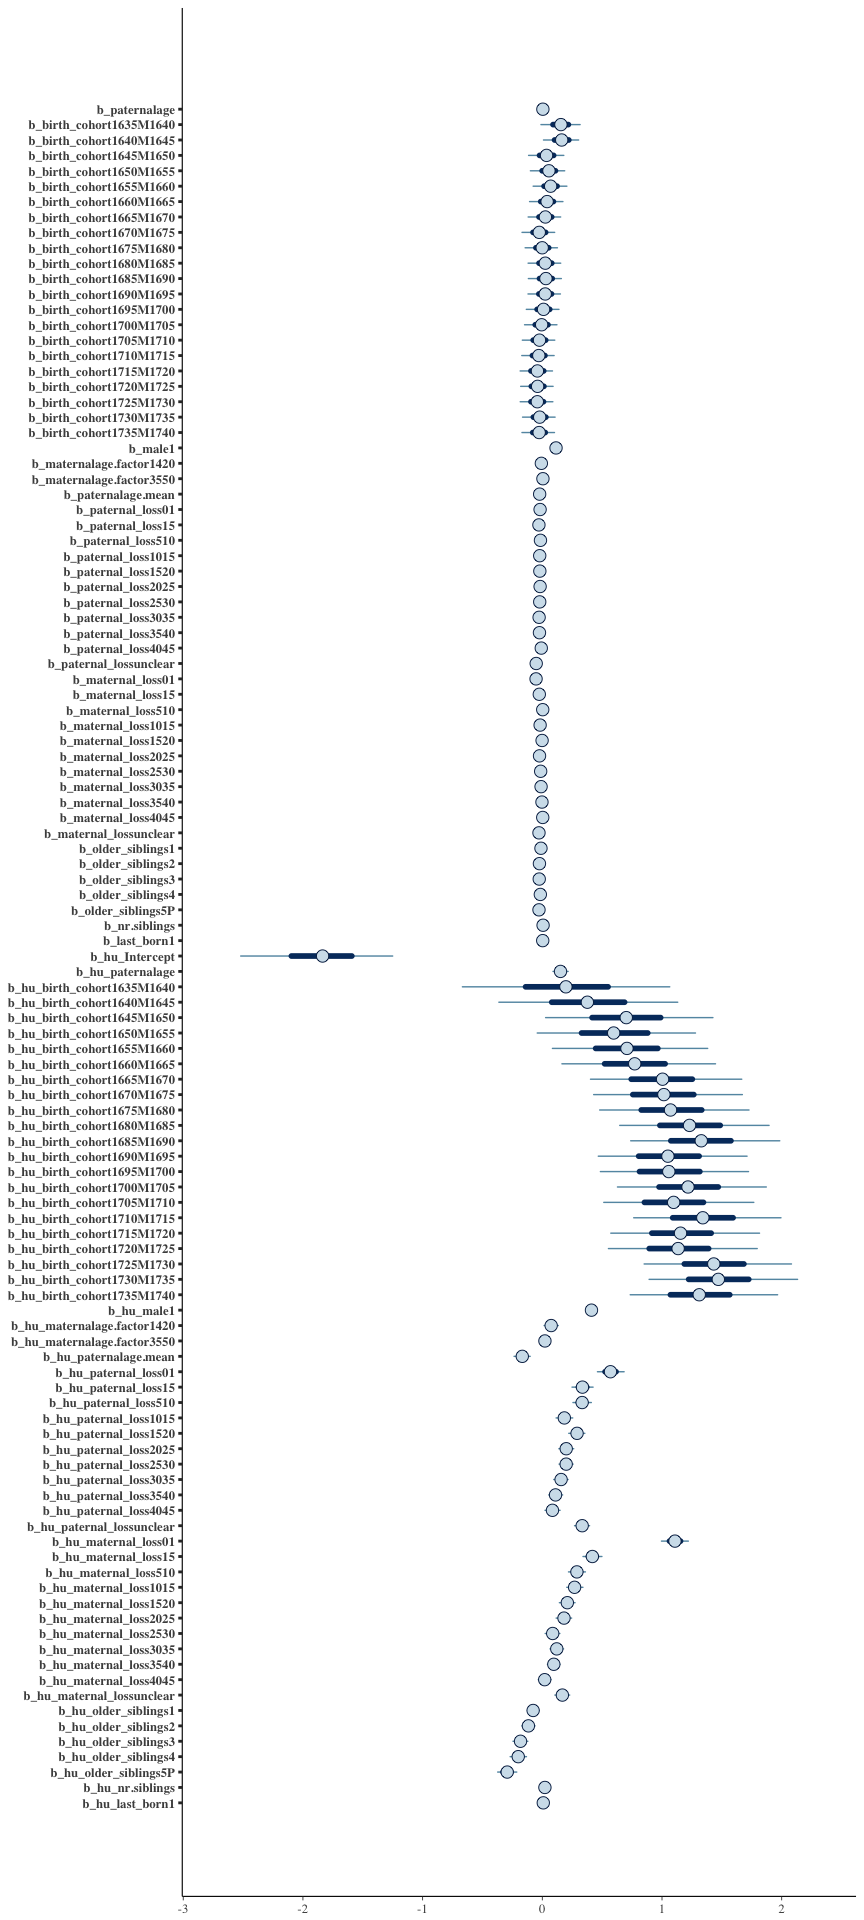 b_paternalage
b_birth_cohort1635M1640
b_birth_cohort1640M1645
b_birth_cohort1645M1650
b_birth_cohort1650M1655
b_birth_cohort1655M1660
b_birth_cohort1660M1665
b_birth_cohort1665M1670
b_birth_cohort1670M1675
b_birth_cohort1675M1680
b_birth_cohort1680M1685
b_birth_cohort1685M1690
b_birth_cohort1690M1695
b_birth_cohort1695M1700
b_birth_cohort1700M1705
b_birth_cohort1705M1710
b_birth_cohort1710M1715
b_birth_cohort1715M1720
b_birth_cohort1720M1725
b_birth_cohort1725M1730
b_birth_cohort1730M1735
b_birth_cohort1735M1740
b_male1
b_maternalage.factor1420
b_maternalage.factor3550
b_paternalage.mean
b_paternal_loss01
b_paternal_loss15
b_paternal_loss510
b_paternal_loss1015
b_paternal_loss1520
b_paternal_loss2025
b_paternal_loss2530
b_paternal_loss3035
b_paternal_loss3540
b_paternal_loss4045
b_paternal_lossunclear
b_maternal_loss01
b_maternal_loss15
b_maternal_loss510
b_maternal_loss1015
b_maternal_loss1520
b_maternal_loss2025
b_maternal_loss2530
b_maternal_loss3035
b_maternal_loss3540
b_maternal_loss4045
b_maternal_lossunclear
b_older_siblings1
b_older_siblings2
b_older_siblings3
b_older_siblings4
b_older_siblings5P
b_nr.siblings
b_last_born1
b_hu_Intercept
b_hu_paternalage
b_hu_birth_cohort1635M1640
b_hu_birth_cohort1640M1645
b_hu_birth_cohort1645M1650
b_hu_birth_cohort1650M1655
b_hu_birth_cohort1655M1660
b_hu_birth_cohort1660M1665
b_hu_birth_cohort1665M1670
b_hu_birth_cohort1670M1675
b_hu_birth_cohort1675M1680
b_hu_birth_cohort1680M1685
b_hu_birth_cohort1685M1690
b_hu_birth_cohort1690M1695
b_hu_birth_cohort1695M1700
b_hu_birth_cohort1700M1705
b_hu_birth_cohort1705M1710
b_hu_birth_cohort1710M1715
b_hu_birth_cohort1715M1720
b_hu_birth_cohort1720M1725
b_hu_birth_cohort1725M1730
b_hu_birth_cohort1730M1735
b_hu_birth_cohort1735M1740
b_hu_male1
b_hu_maternalage.factor1420
b_hu_maternalage.factor3550
b_hu_paternalage.mean
b_hu_paternal_loss01
b_hu_paternal_loss15
b_hu_paternal_loss510
b_hu_paternal_loss1015
b_hu_paternal_loss1520
b_hu_paternal_loss2025
b_hu_paternal_loss2530
b_hu_paternal_loss3035
b_hu_paternal_loss3540
b_hu_paternal_loss4045
b_hu_paternal_lossunclear
b_hu_maternal_loss01
b_hu_maternal_loss15
b_hu_maternal_loss510
b_hu_maternal_loss1015
b_hu_maternal_loss1520
b_hu_maternal_loss2025
b_hu_maternal_loss2530
b_hu_maternal_loss3035
b_hu_maternal_loss3540
b_hu_maternal_loss4045
b_hu_maternal_lossunclear
b_hu_older_siblings1
b_hu_older_siblings2
b_hu_older_siblings3
b_hu_older_siblings4
b_hu_older_siblings5P
b_hu_nr.siblings
b_hu_last_born1
-3 -2 -1 0 1 2